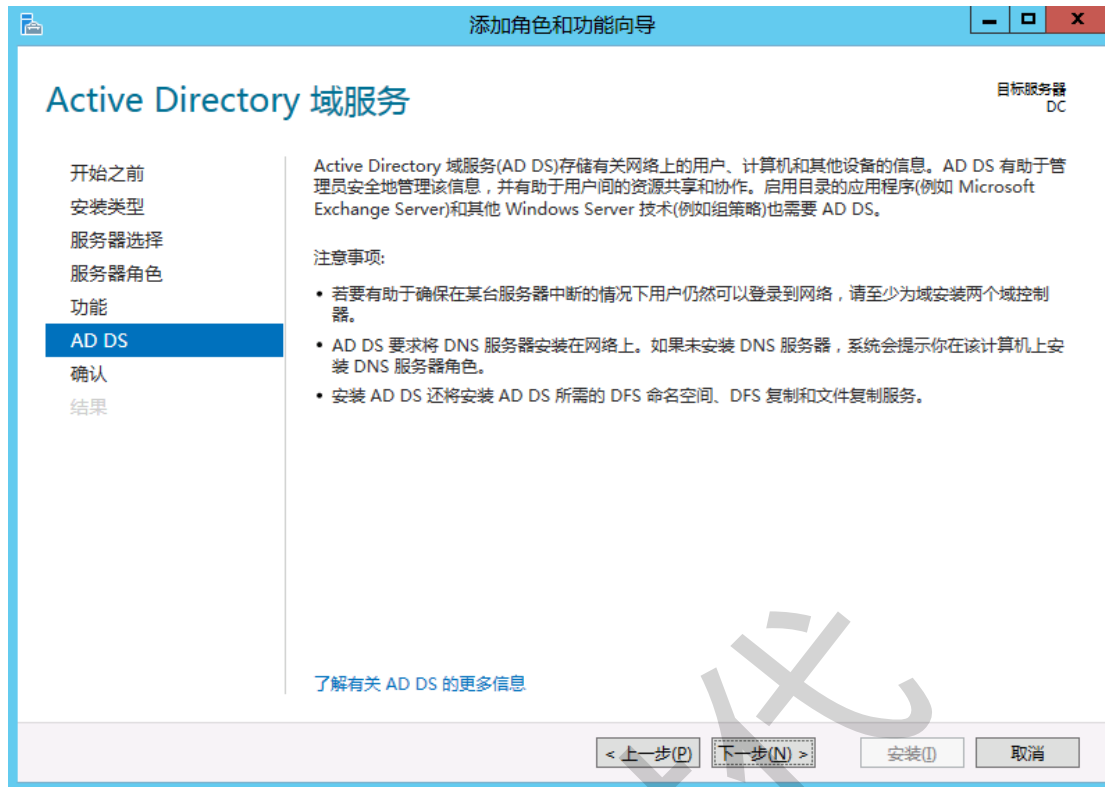 添加角色和功能向导
Active Directory 域服务
目标服务器
DC
开始之前
安装类型
服务器选择
服务器角色
功能
AD DS
确认
结果
Active Directory 域服务(AD DS)存储有关网络上的用户、计算机和其他设备的信息。AD DS 有助于管
理员安全地管理该信息，并有助于用户间的资源共享和协作。启用目录的应用程序(例如 Microsoft
Exchange Server)和其他 Windows Server 技术(例如组策略)也需要 AD DS。
注意事项:
• 若要有助于确保在某台服务器中断的情况下用户仍然可以登录到网络，请至少为域安装两个域控制
器。
• AD DS 要求将 DNS 服务器安装在网络上。如果未安装 DNS 服务器，系统会提示你在该计算机上安
装 DNS 服务器角色。
• 安装 AD DS 还将安装 AD DS 所需的 DFS 命名空间、DFS 复制和文件复制服务。
了解有关 AD DS 的更多信息
< 上一步(P)
下一步(N) >
安装(I)
取消
代